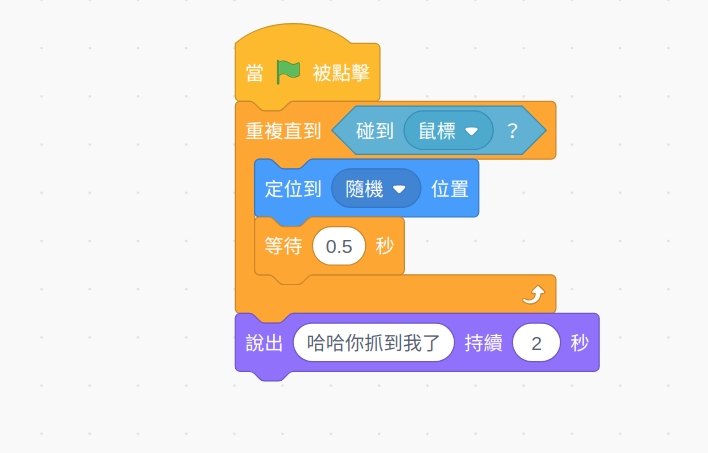 當 被點擊
重複直到 碰到 鼠標 ?
定位到 隨機 位置
等待 0.5 秒
說出 哈哈你抓到我了 持續 2 秒